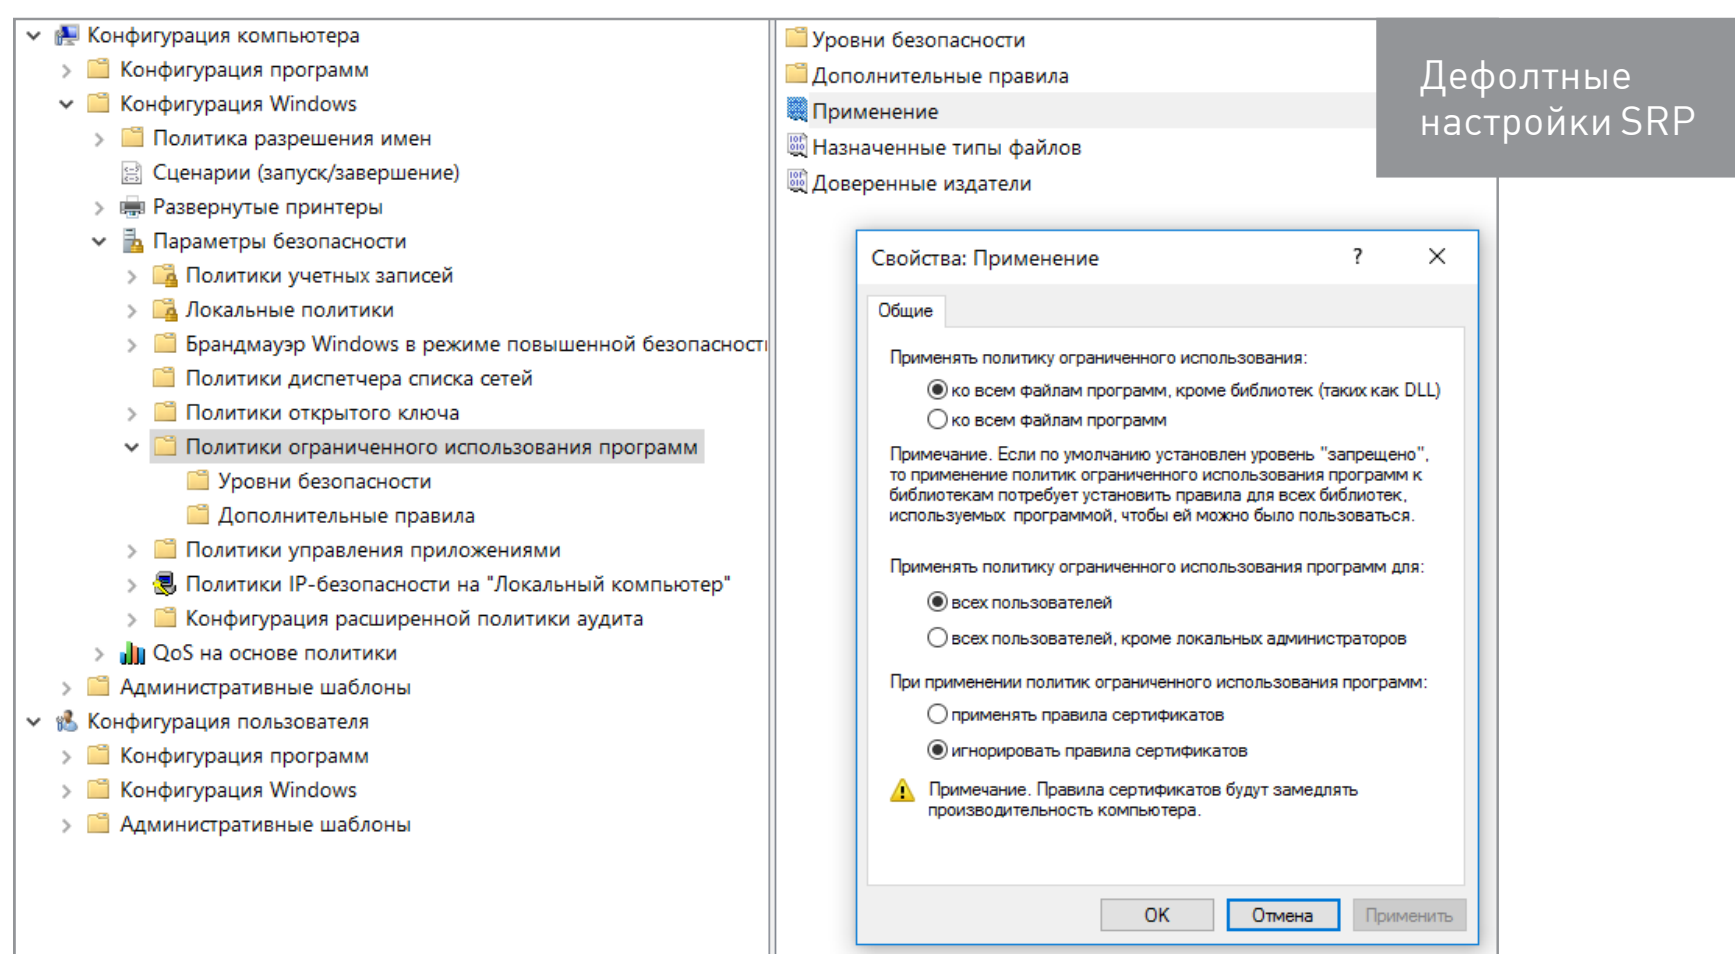 Конфигурация компьютера
Конфигурация программ
Конфигурация Windows
Политика разрешения имен
Сценарии (запуск/завершение)
Развернутые принтеры
Параметры безопасности
Политики учетных записей
Локальные политики
Брандмауэр Windows в режиме повышенной безопасност
Политики диспетчера списка сетей
Политики открытого ключа
Политики ограниченного использования программ
Уровни безопасности
Дополнительные правила
Политики управления приложениями
Политики IP-безопасности на "Локальный компьютер"
Конфигурация расширенной политики аудита
QoS на основе политики
Административные шаблоны
Конфигурация пользователя
Конфигурация программ
Конфигурация Windows
Административные шаблоны
Уровни безопасности
Дополнительные правила
Применение
Назначенные типы файлов
Доверенные издатели
Дефолтные
настройки SRP
Свойства: Применение
Общие
Применять политику ограниченного использования:
ко всем файлам программ, кроме библиотек (таких как DLL)
ко всем файлам программ
Примечание. Если по умолчанию установлен уровень "запрещено",
то применение политик ограниченного использования программ к
библиотекам потребует установить правила для всех библиотек,
используемых программой, чтобы ей можно было пользоваться.
Применять политику ограниченного использования программ для:
всех пользователей
всех пользователей, кроме локальных администраторов
При применении политик ограниченного использования программ:
применять правила сертификатов
игнорировать правила сертификатов
Примечание. Правила сертификатов будут замедлять
производительность компьютера.
OK
Отмена
Применить